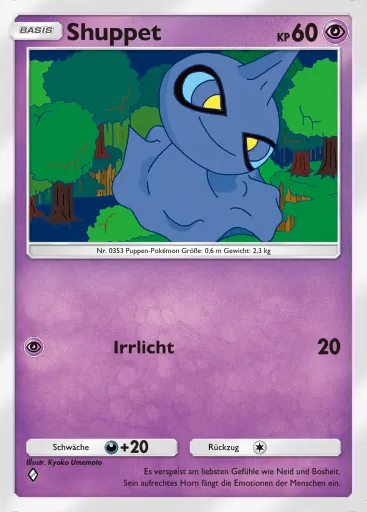 BASIS
Shuppet
KP 60
Nr. 0353 Puppen-Pokémon Größe: 0,6 m Gewicht: 2,3 kg
Irrlicht 20
Schwäche +20 Rückzug
Illustr. Kyoko Umemoto
Es verspeist am liebsten Gefühle wie Neid und Bosheit.
Sein aufrechtes Horn fängt die Emotionen der Menschen ein.